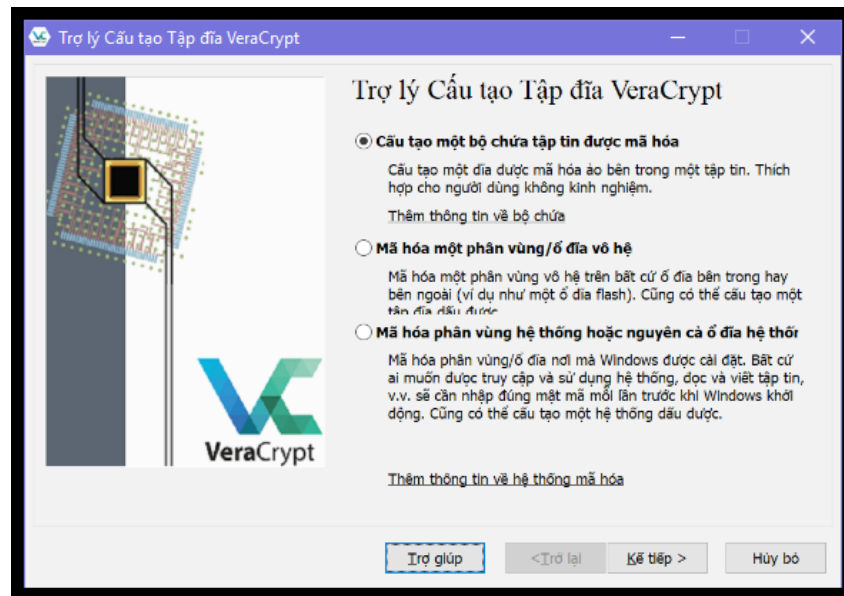 Trợ lý Cấu tạo Tập đĩa VeraCrypt
Trợ lý Cấu tạo Tập đĩa VeraCrypt
Cấu tạo một bộ chứa tập tin được mã hóa
Cấu tạo một đĩa được mã hóa ảo bên trong một tập tin. Thích
hợp cho người dùng không kinh nghiệm.
Thêm thông tin về bộ chứa
Mã hóa một phân vùng/ổ đĩa vô hệ
Mã hóa một phân vùng vô hệ trên bất cứ ổ đĩa bên trong hay
bên ngoài (ví dụ như một ổ đĩa flash). Cũng có thể cấu tạo một
tập đĩa dấu được.
Mã hóa phân vùng hệ thống hoặc nguyên cả ổ đĩa hệ
Mã hóa phân vùng/ổ đĩa nơi mà Windows được cài đặt. Bất cứ
ai muốn được truy cập và sử dụng hệ thống, đọc và viết tập tin,
v.v. sẽ cần nhập đúng mật mã mỗi lần trước khi Windows khởi
động. Cũng có thể cấu tạo một hệ thống dấu được.
VeraCrypt
Thêm thông tin về hệ thống mã hóa
Trợ giúp
<Trở lại
Kế tiếp >
Hủy bỏ